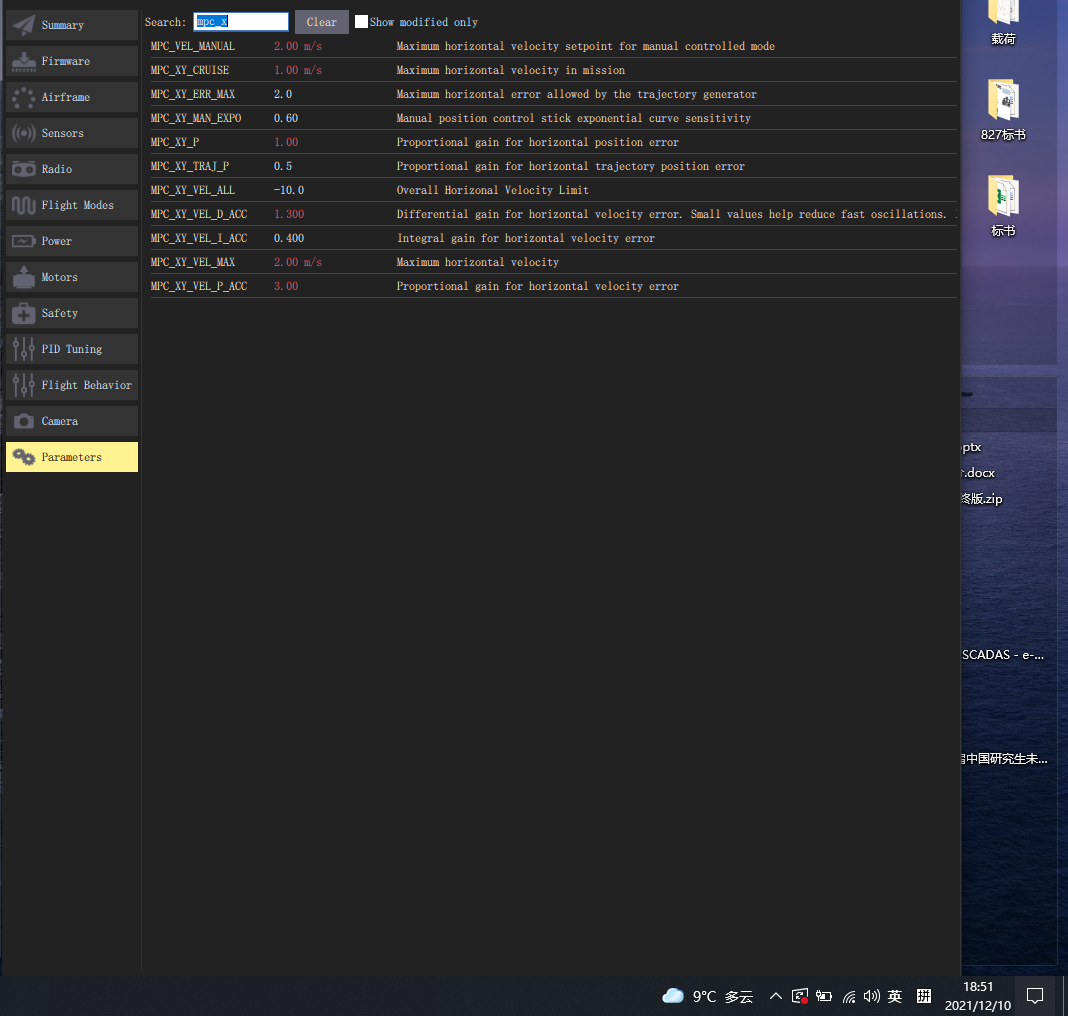 Summary
Firmware
Airframe
Sensors
Radio
Flight Modes
Power
Motors
Safety
PID Tuning
Flight Behavior
Camera
Parameters
Search: mpc_x Clear Show modified only
MPC_VEL_MANUAL 2.00 m/s Maximum horizontal velocity setpoint for manual controlled mode
MPC_XY_CRUISE 1.00 m/s Maximum horizontal velocity in mission
MPC_XY_ERR_MAX 2.0 Maximum horizontal error allowed by the trajectory generator
MPC_XY_MAN_EXPO 0.60 Manual position control stick exponential curve sensitivity
MPC_XY_P 1.00 Proportional gain for horizontal position error
MPC_XY_TRAJ_P 0.5 Proportional gain for horizontal trajectory position error
MPC_XY_VEL_ALL -10.0 Overall Horizonal Velocity Limit
MPC_XY_VEL_D_ACC 1.300 Differential gain for horizontal velocity error. Small values help reduce fast oscillations.
MPC_XY_VEL_I_ACC 0.400 Integral gain for horizontal velocity error
MPC_XY_VEL_MAX 2.00 m/s Maximum horizontal velocity
MPC_XY_VEL_P_ACC 3.00 Proportional gain for horizontal velocity error
载荷
827标书
标书
pptx
.docx
终版.zip
SCADAS - e-...
中国研究生未...
9°C 多云 英 拼
18:51
2021/12/10